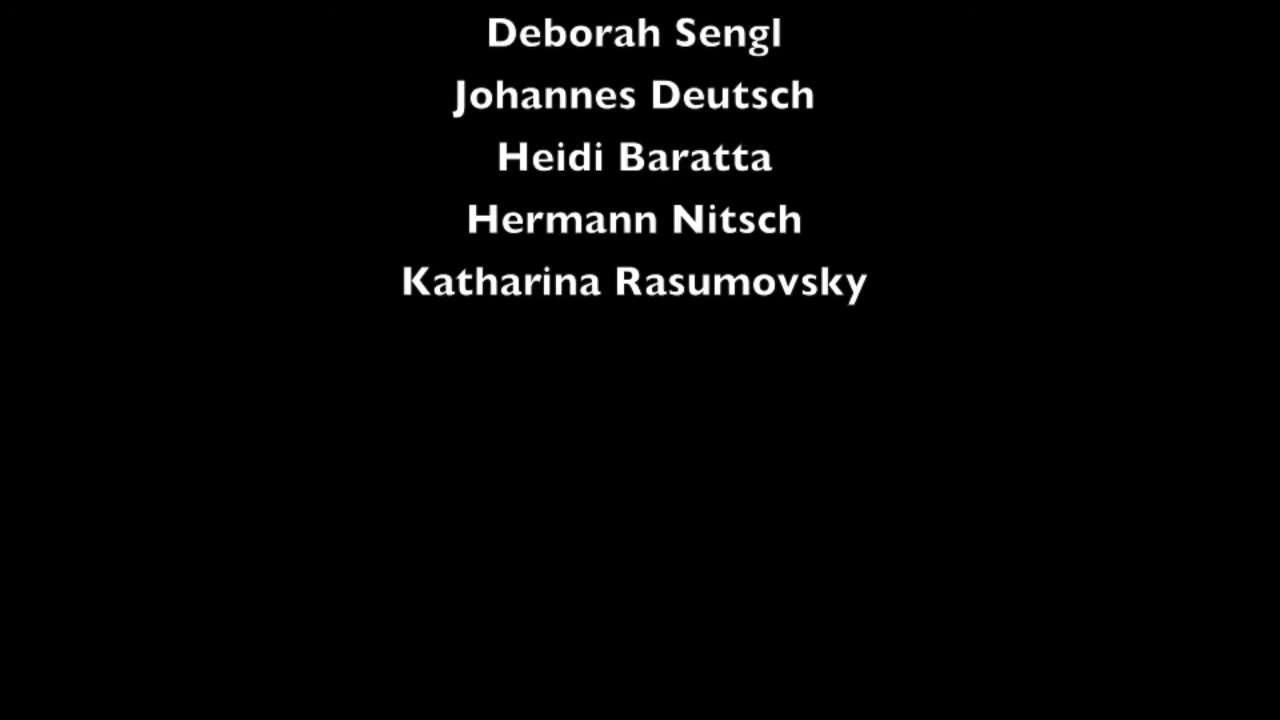 Deborah Sengl
Johannes Deutsch
Heidi Baratta
Hermann Nitsch
Katharina Rasumovsky